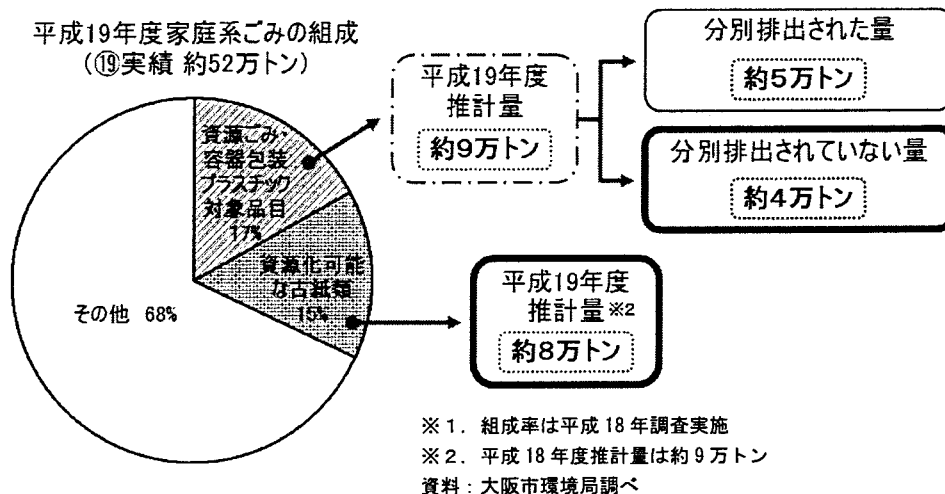 平成19年度家庭系ごみの組成
(⑲実績 約52万トン)
資源ごみ・
容器包装
プラスチック
対象品目
17%
資源化可能
な古紙類
15%
その他 68%
平成19年度
推計量
約9万トン
分別排出された量
約5万トン
分別排出されていない量
約4万トン
平成19年度
推計量※2
約8万トン
※1. 組成率は平成18年調査実施
※2. 平成18年度推計量は約9万トン
資料:大阪市環境局調べ